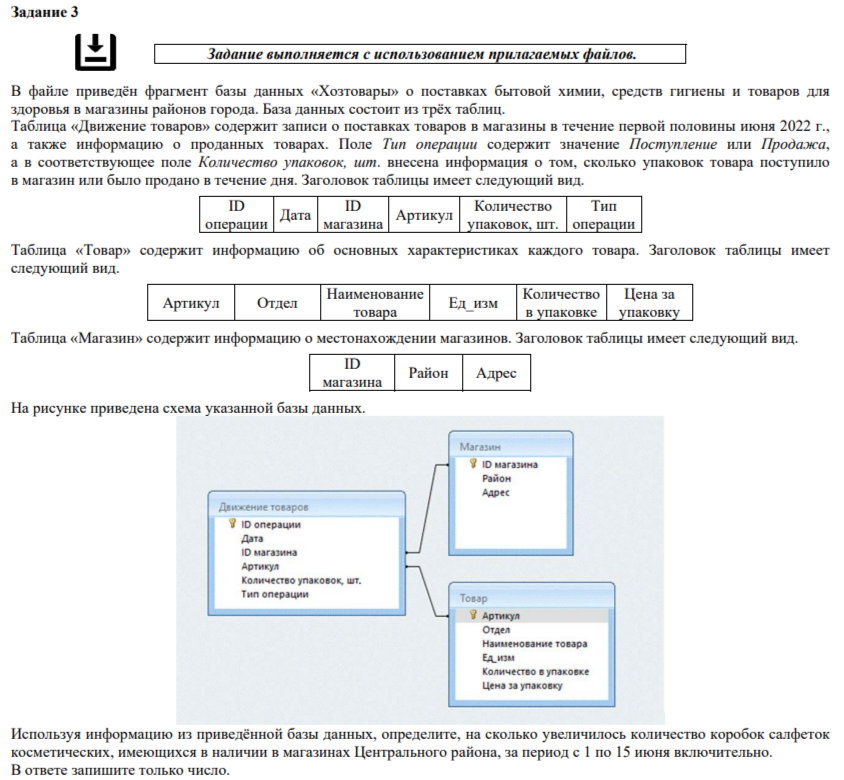 Задание 3
Задание выполняется с использованием прилагаемых файлов.
В файле приведён фрагмент базы данных «Хозтовары» о поставках бытовой химии, средств гигиены и товаров для
здоровья в магазины районов города. База данных состоит из трёх таблиц.
Таблица «Движение товаров» содержит записи о поставках товаров в магазины в течение первой половины июня 2022 г.,
а также информацию о проданных товарах. Поле Тип операции содержит значение Поступление или Продажа,
а в соответствующее поле Количество упаковок, шт. внесена информация о том, сколько упаковок товара поступило
в магазин или было продано в течение дня. Заголовок таблицы имеет следующий вид.
ID операции Дата ID магазина Артикул Количество упаковок, шт. Тип операции
Таблица «Товар» содержит информацию об основных характеристиках каждого товара. Заголовок таблицы имеет
следующий вид.
Артикул Отдел Наименование товара Ед_изм Количество в упаковке Цена за упаковку
Таблица «Магазин» содержит информацию о местонахождении магазинов. Заголовок таблицы имеет следующий вид.
ID магазина Район Адрес
На рисунке приведена схема указанной базы данных.
Магазин
ID магазина
Район
Адрес
Движение товаров
ID операции
Дата
ID магазина
Артикул
Количество упаковок, шт.
Тип операции
Товар
Артикул
Отдел
Наименование товара
Ед_изм
Количество в упаковке
Цена за упаковку
Используя информацию из приведённой базы данных, определите, на сколько увеличилось количество коробок салфеток
косметических, имеющихся в наличии в магазинах Центрального района, за период с 1 по 15 июня включительно.
В ответе запишите только число.